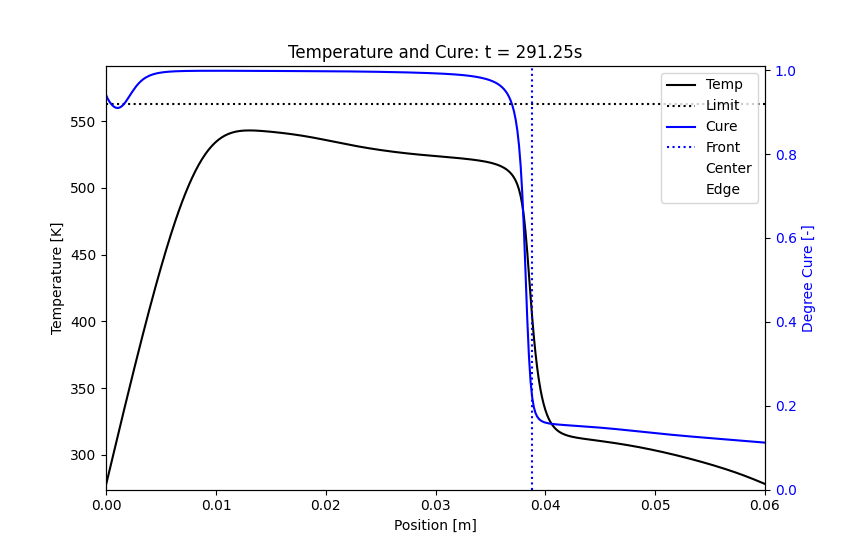 Temperature and Cure: t = 291.25s
Temp
Limit
Cure
Front
Center
Edge
Temperature [K]
550
500
450
400
350
300
1.0
0.8
0.6
0.4
0.2
0.0
Degree Cure [-]
0.00
0.01
0.02
0.03
0.04
0.05
0.06
Position [m]